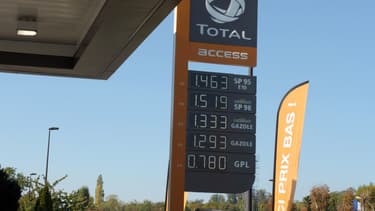 TOTAL
access
1.463 SP 95 E10
1.519 SP 98
1.333 GAZOLE
1.293 GAZOLE
0.780 GPL
CI PRIX BAS !